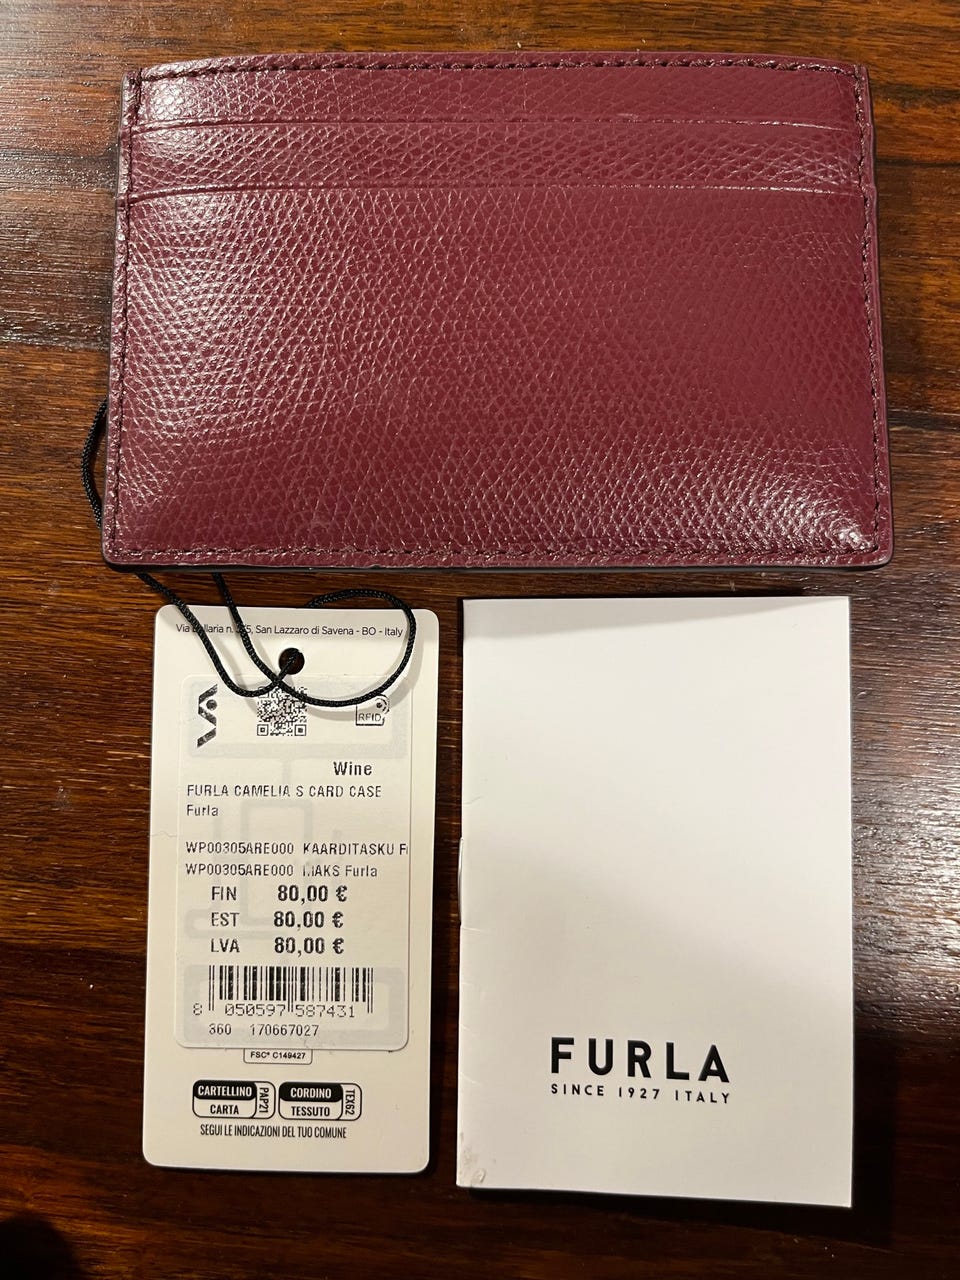 Via Bellaria n. 3/5, San Lazzaro di Savena - BO - Italy
RFID
Wine
FURLA CAMELIA S CARD CASE
Furla
WP00305ARE000 KAARDITASKU
WP00305ARE000 MAKS Furla
FIN 80,00 €
EST 80,00 €
LVA 80,00 €
8 050597 587431
360 170667027
FSC® C149427
CARTELLINO
CARTA
PAP21
CORDINO
TESSUTO
TEX62
SEGUI LE INDICAZIONI DEL TUO COMUNE
FURLA
SINCE 1927 ITALY